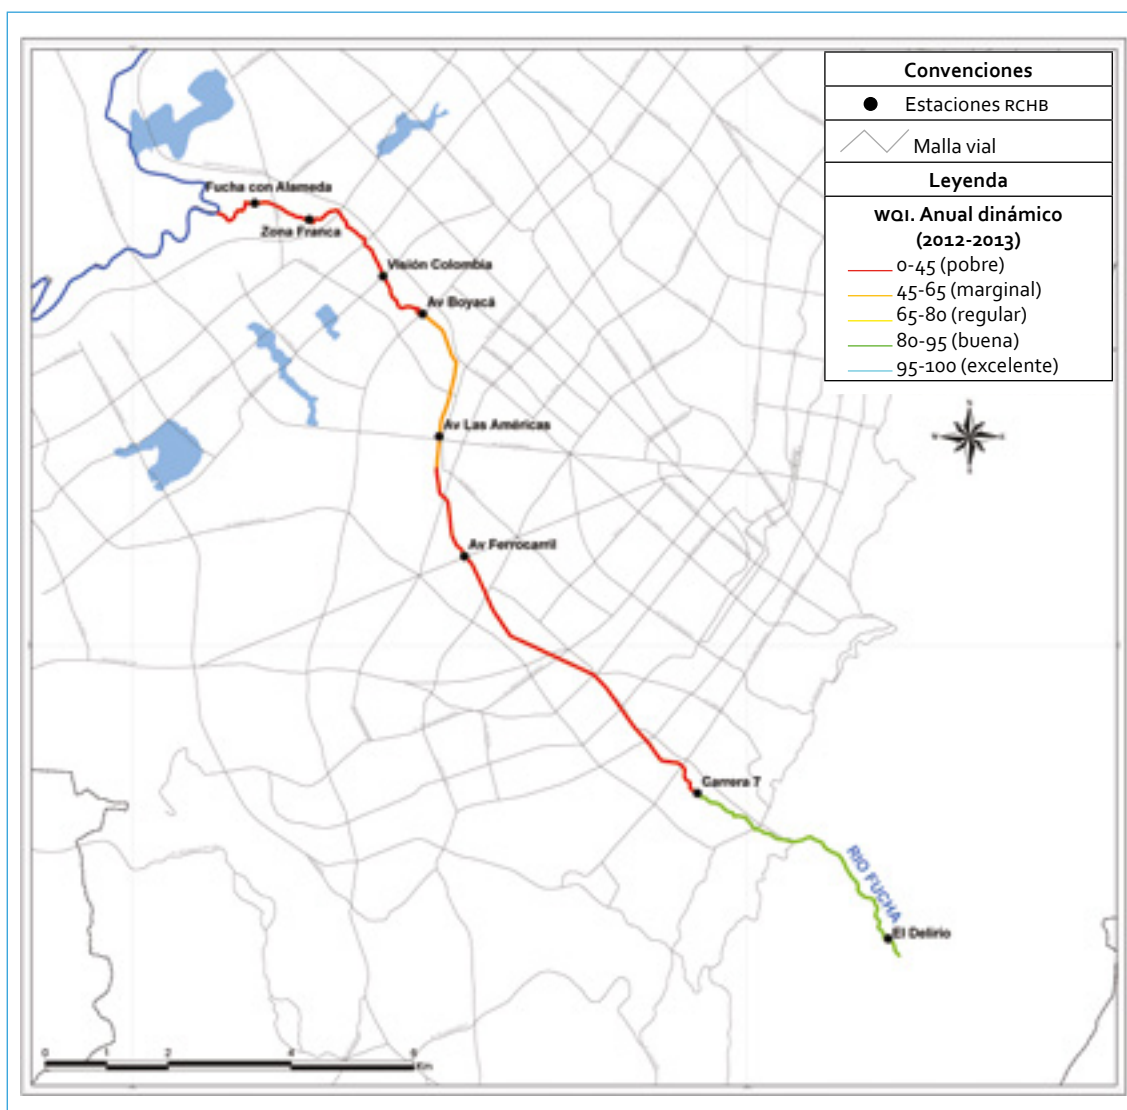 Convenciones
Estaciones RCHB
Malla vial
Leyenda
WQI. Anual dinámico
(2012-2013)
0-45 (pobre)
45-65 (marginal)
65-80 (regular)
80-95 (buena)
95-100 (excelente)
Fucha con Alameda
Zona Franca
Visión Colombia
Av Boyacá
Av Las Américas
Av Ferrocarril
Carrera 7
RIO FUCHA
El Delirio
0 1 2 4 6
Km